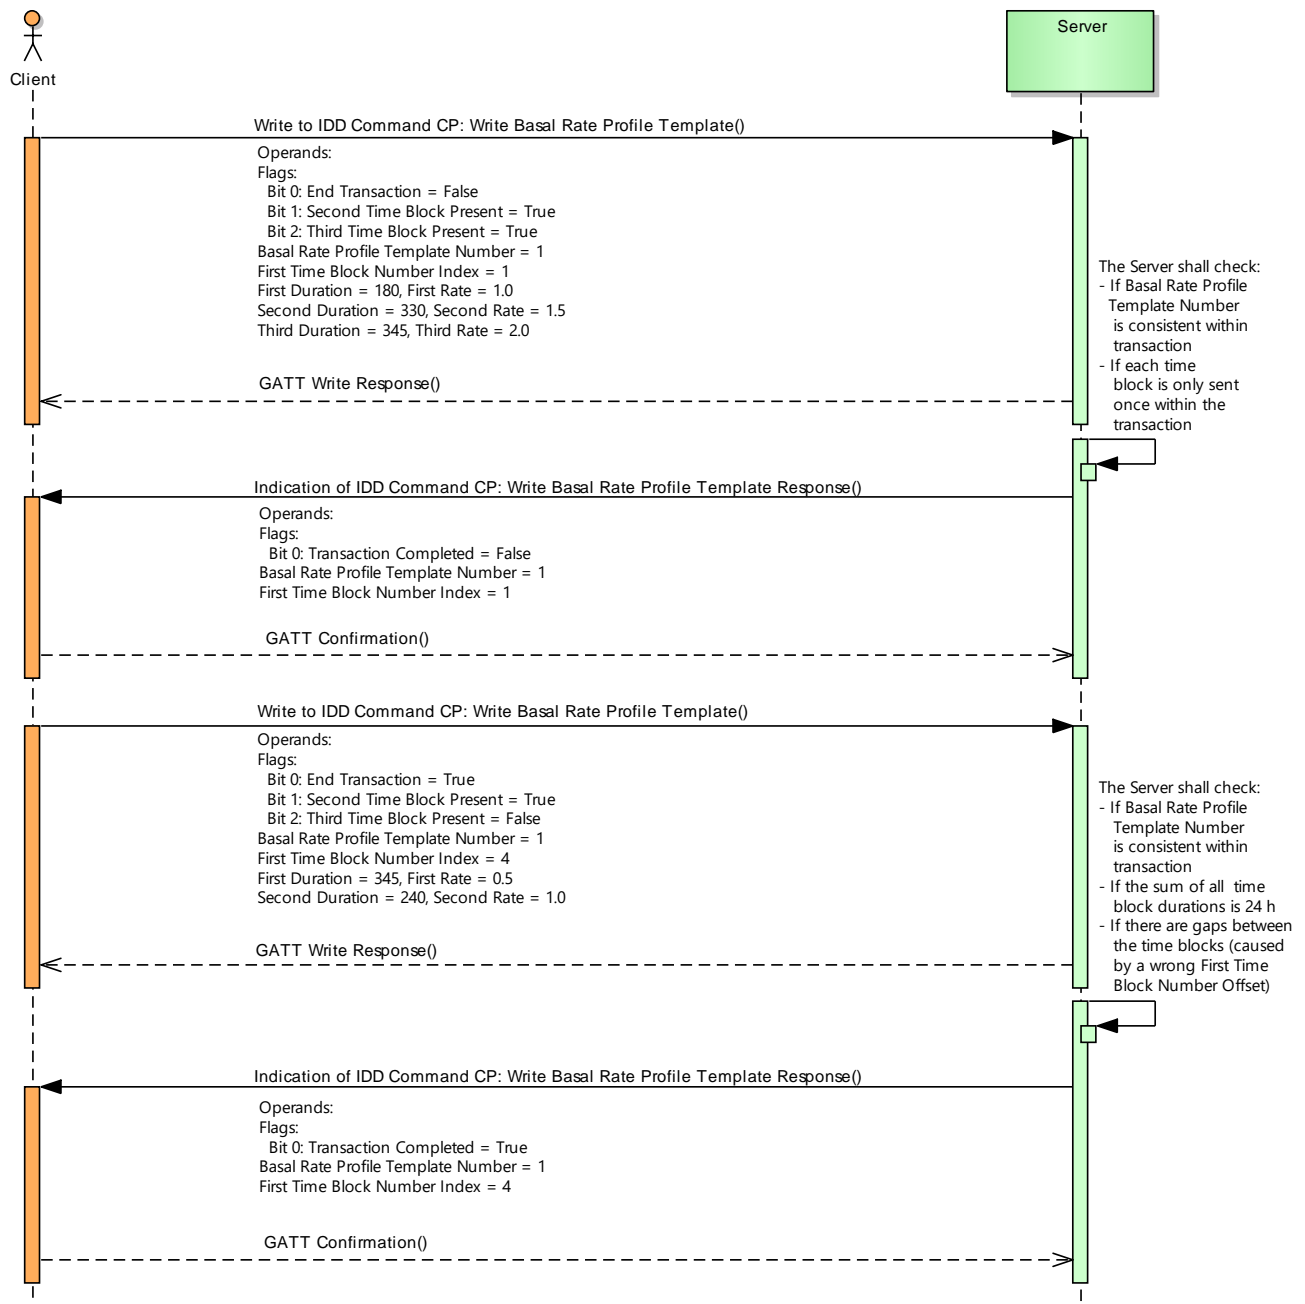 Client
Server
Write to IDD Command CP: Write Basal Rate Profile Template()
Operands:
Flags:
Bit 0: End Transaction = False
Bit 1: Second Time Block Present = True
Bit 2: Third Time Block Present = True
Basal Rate Profile Template Number = 1
First Time Block Number Index = 1
First Duration = 180, First Rate = 1.0
Second Duration = 330, Second Rate = 1.5
Third Duration = 345, Third Rate = 2.0
The Server shall check:
- If Basal Rate Profile
Template Number
is consistent within
transaction
- If each time
block is only sent
once within the
transaction
GATT Write Response()
Indication of IDD Command CP: Write Basal Rate Profile Template Response()
Operands:
Flags:
Bit 0: Transaction Completed = False
Basal Rate Profile Template Number = 1
First Time Block Number Index = 1
GATT Confirmation()
Write to IDD Command CP: Write Basal Rate Profile Template()
Operands:
Flags:
Bit 0: End Transaction = True
Bit 1: Second Time Block Present = True
Bit 2: Third Time Block Present = False
Basal Rate Profile Template Number = 1
First Time Block Number Index = 4
First Duration = 345, First Rate = 0.5
Second Duration = 240, Second Rate = 1.0
The Server shall check:
- If Basal Rate Profile
Template Number
is consistent within
transaction
- If the sum of all time
block durations is 24 h
- If there are gaps between
the time blocks (caused
by a wrong First Time
Block Number Offset)
GATT Write Response()
Indication of IDD Command CP: Write Basal Rate Profile Template Response()
Operands:
Flags:
Bit 0: Transaction Completed = True
Basal Rate Profile Template Number = 1
First Time Block Number Index = 4
GATT Confirmation()